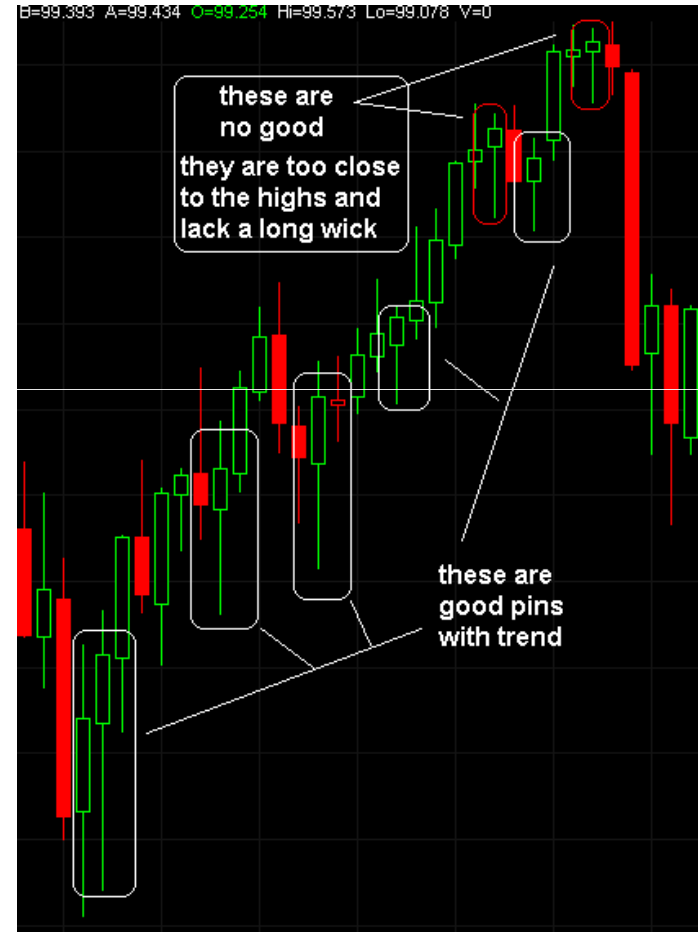 B=99.393 A=99.434 O=99.254 Hi=99.573 Lo=99.078 V=0
these are
no good
they are too close
to the highs and
lack a long wick
these are
good pins
with trend